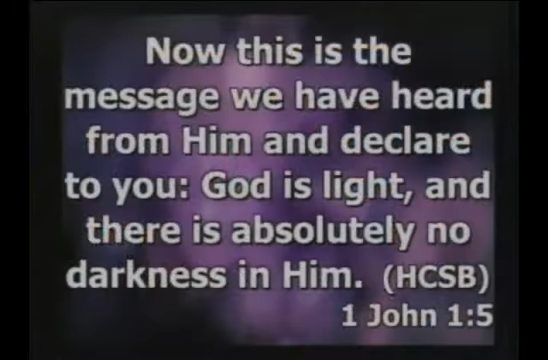 Now this is the
message we have heard
from Him and declare
to you: God is light, and
there is absolutely no
darkness in Him. (HCSB)
1 John 1:5